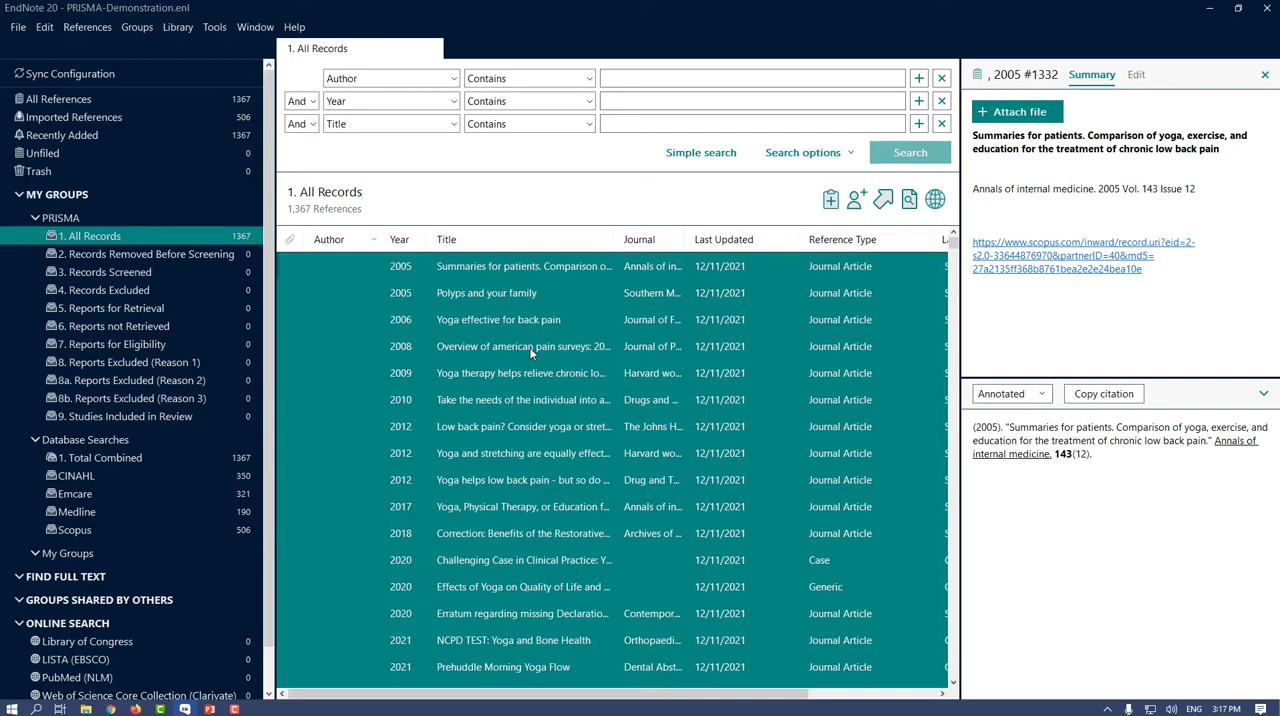 EndNote 20 - PRISMA-Demonstration.enl
File Edit References Groups Library Tools Window Help
Sync Configuration
All References 1367
Imported References 506
Recently Added 1367
Unfiled 0
Trash 0
MY GROUPS
PRISMA
1. All Records 1367
2. Records Removed Before Screening 0
3. Records Screened 0
4. Records Excluded 0
5. Reports for Retrieval 0
6. Reports not Retrieved 0
7. Reports for Eligibility 0
8. Reports Excluded (Reason 1) 0
8a. Reports Excluded (Reason 2) 0
8b. Reports Excluded (Reason 3) 0
9. Studies Included in Review 0
Database Searches
1. Total Combined 1367
CINAHL 350
Emcare 321
Medline 190
Scopus 506
My Groups
FIND FULL TEXT
GROUPS SHARED BY OTHERS
ONLINE SEARCH
Library of Congress 0
LISTA (EBSCO) 0
PubMed (NLM) 0
Web of Science Core Collection (Clarivate) 0
1. All Records
Author Contains
And Year Contains
And Title Contains
Simple search Search options Search
1. All Records
1,367 References
Author Year Title Journal Last Updated Reference Type
2005 Summaries for patients. Comparison o... Annals of in... 12/11/2021 Journal Article
2005 Polyps and your family Southern M... 12/11/2021 Journal Article
2006 Yoga effective for back pain Journal of F... 12/11/2021 Journal Article
2008 Overview of american pain surveys: 20... Journal of P... 12/11/2021 Journal Article
2009 Yoga therapy helps relieve chronic lo... Harvard wo... 12/11/2021 Journal Article
2010 Take the needs of the individual into a... Drugs and ... 12/11/2021 Journal Article
2012 Low back pain? Consider yoga or stret... The Johns H... 12/11/2021 Journal Article
2012 Yoga and stretching are equally effect... Harvard wo... 12/11/2021 Journal Article
2012 Yoga helps low back pain - but so do ... Drug and T... 12/11/2021 Journal Article
2017 Yoga, Physical Therapy, or Education f... Annals of in... 12/11/2021 Journal Article
2018 Correction: Benefits of the Restorative... Archives of ... 12/11/2021 Journal Article
2020 Challenging Case in Clinical Practice: Y... 12/11/2021 Case
2020 Effects of Yoga on Quality of Life and ... 12/11/2021 Generic
2020 Erratum regarding missing Declaratio... Contempor... 12/11/2021 Journal Article
2021 NCPD TEST: Yoga and Bone Health Orthopaedi... 12/11/2021 Journal Article
2021 Prehuddle Morning Yoga Flow Dental Abst... 12/11/2021 Journal Article
, 2005 #1332 Summary Edit
Attach file
Summaries for patients. Comparison of yoga, exercise, and
education for the treatment of chronic low back pain
Annals of internal medicine. 2005 Vol. 143 Issue 12
https://www.scopus.com/inward/record.uri?eid=2-
s2.0-33644876970&partnerID=40&md5=
27a2135ff368b8761bea2e2e24bea10e
Annotated Copy citation
(2005). "Summaries for patients. Comparison of yoga, exercise, and
education for the treatment of chronic low back pain." Annals of
internal medicine. 143(12).
3:17 PM